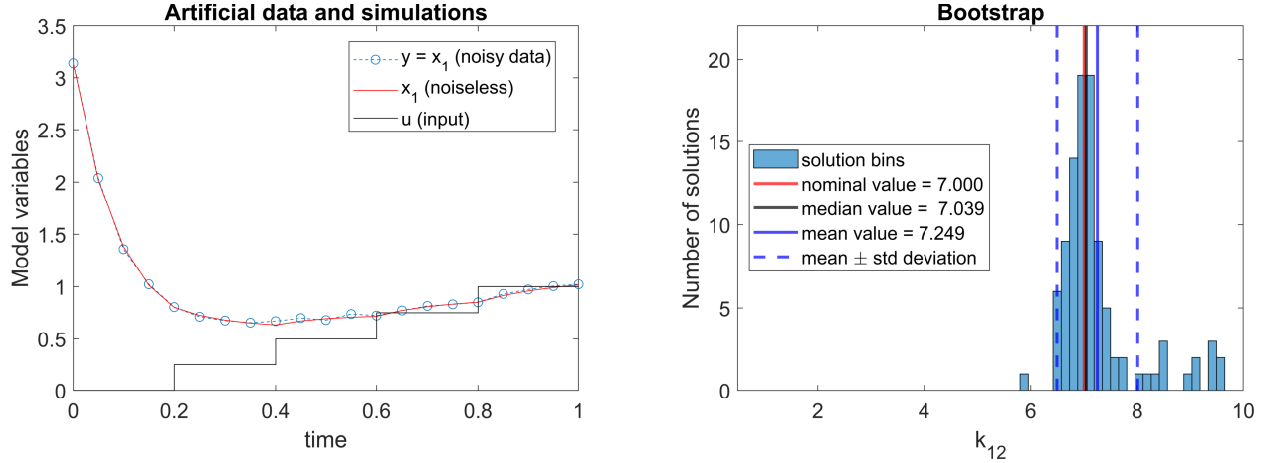 Artificial data and simulations
3.5
3
2.5
2
1.5
1
0.5
0
Model variables
y = x1 (noisy data)
x1 (noiseless)
u (input)
0 0.2 0.4 0.6 0.8 1
time
Bootstrap
20
15
10
5
0
Number of solutions
solution bins
nominal value = 7.000
median value = 7.039
mean value = 7.249
mean ± std deviation
2 4 6 8 10
k12